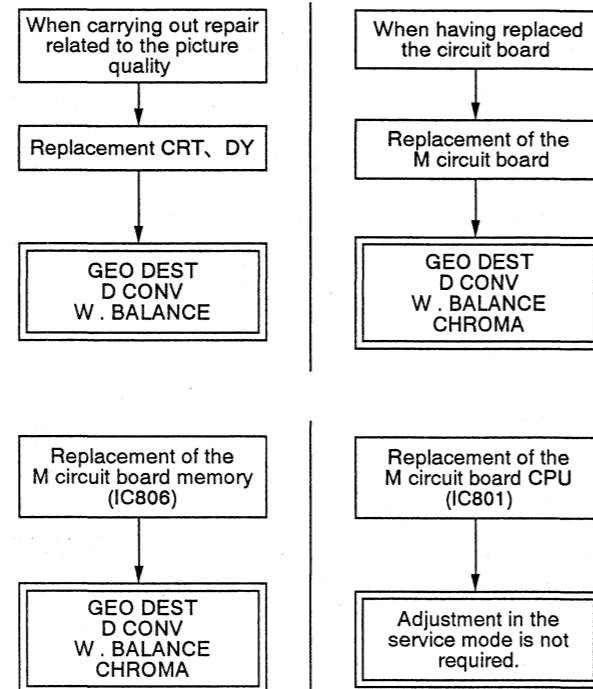 When carrying out repair
related to the picture
quality
Replacement CRT、DY
GEO DEST
D CONV
W . BALANCE
When having replaced
the circuit board
Replacement of the
M circuit board
GEO DEST
D CONV
W . BALANCE
CHROMA
Replacement of the
M circuit board memory
(IC806)
GEO DEST
D CONV
W . BALANCE
CHROMA
Replacement of the
M circuit board CPU
(IC801)
Adjustment in the
service mode is not
required.